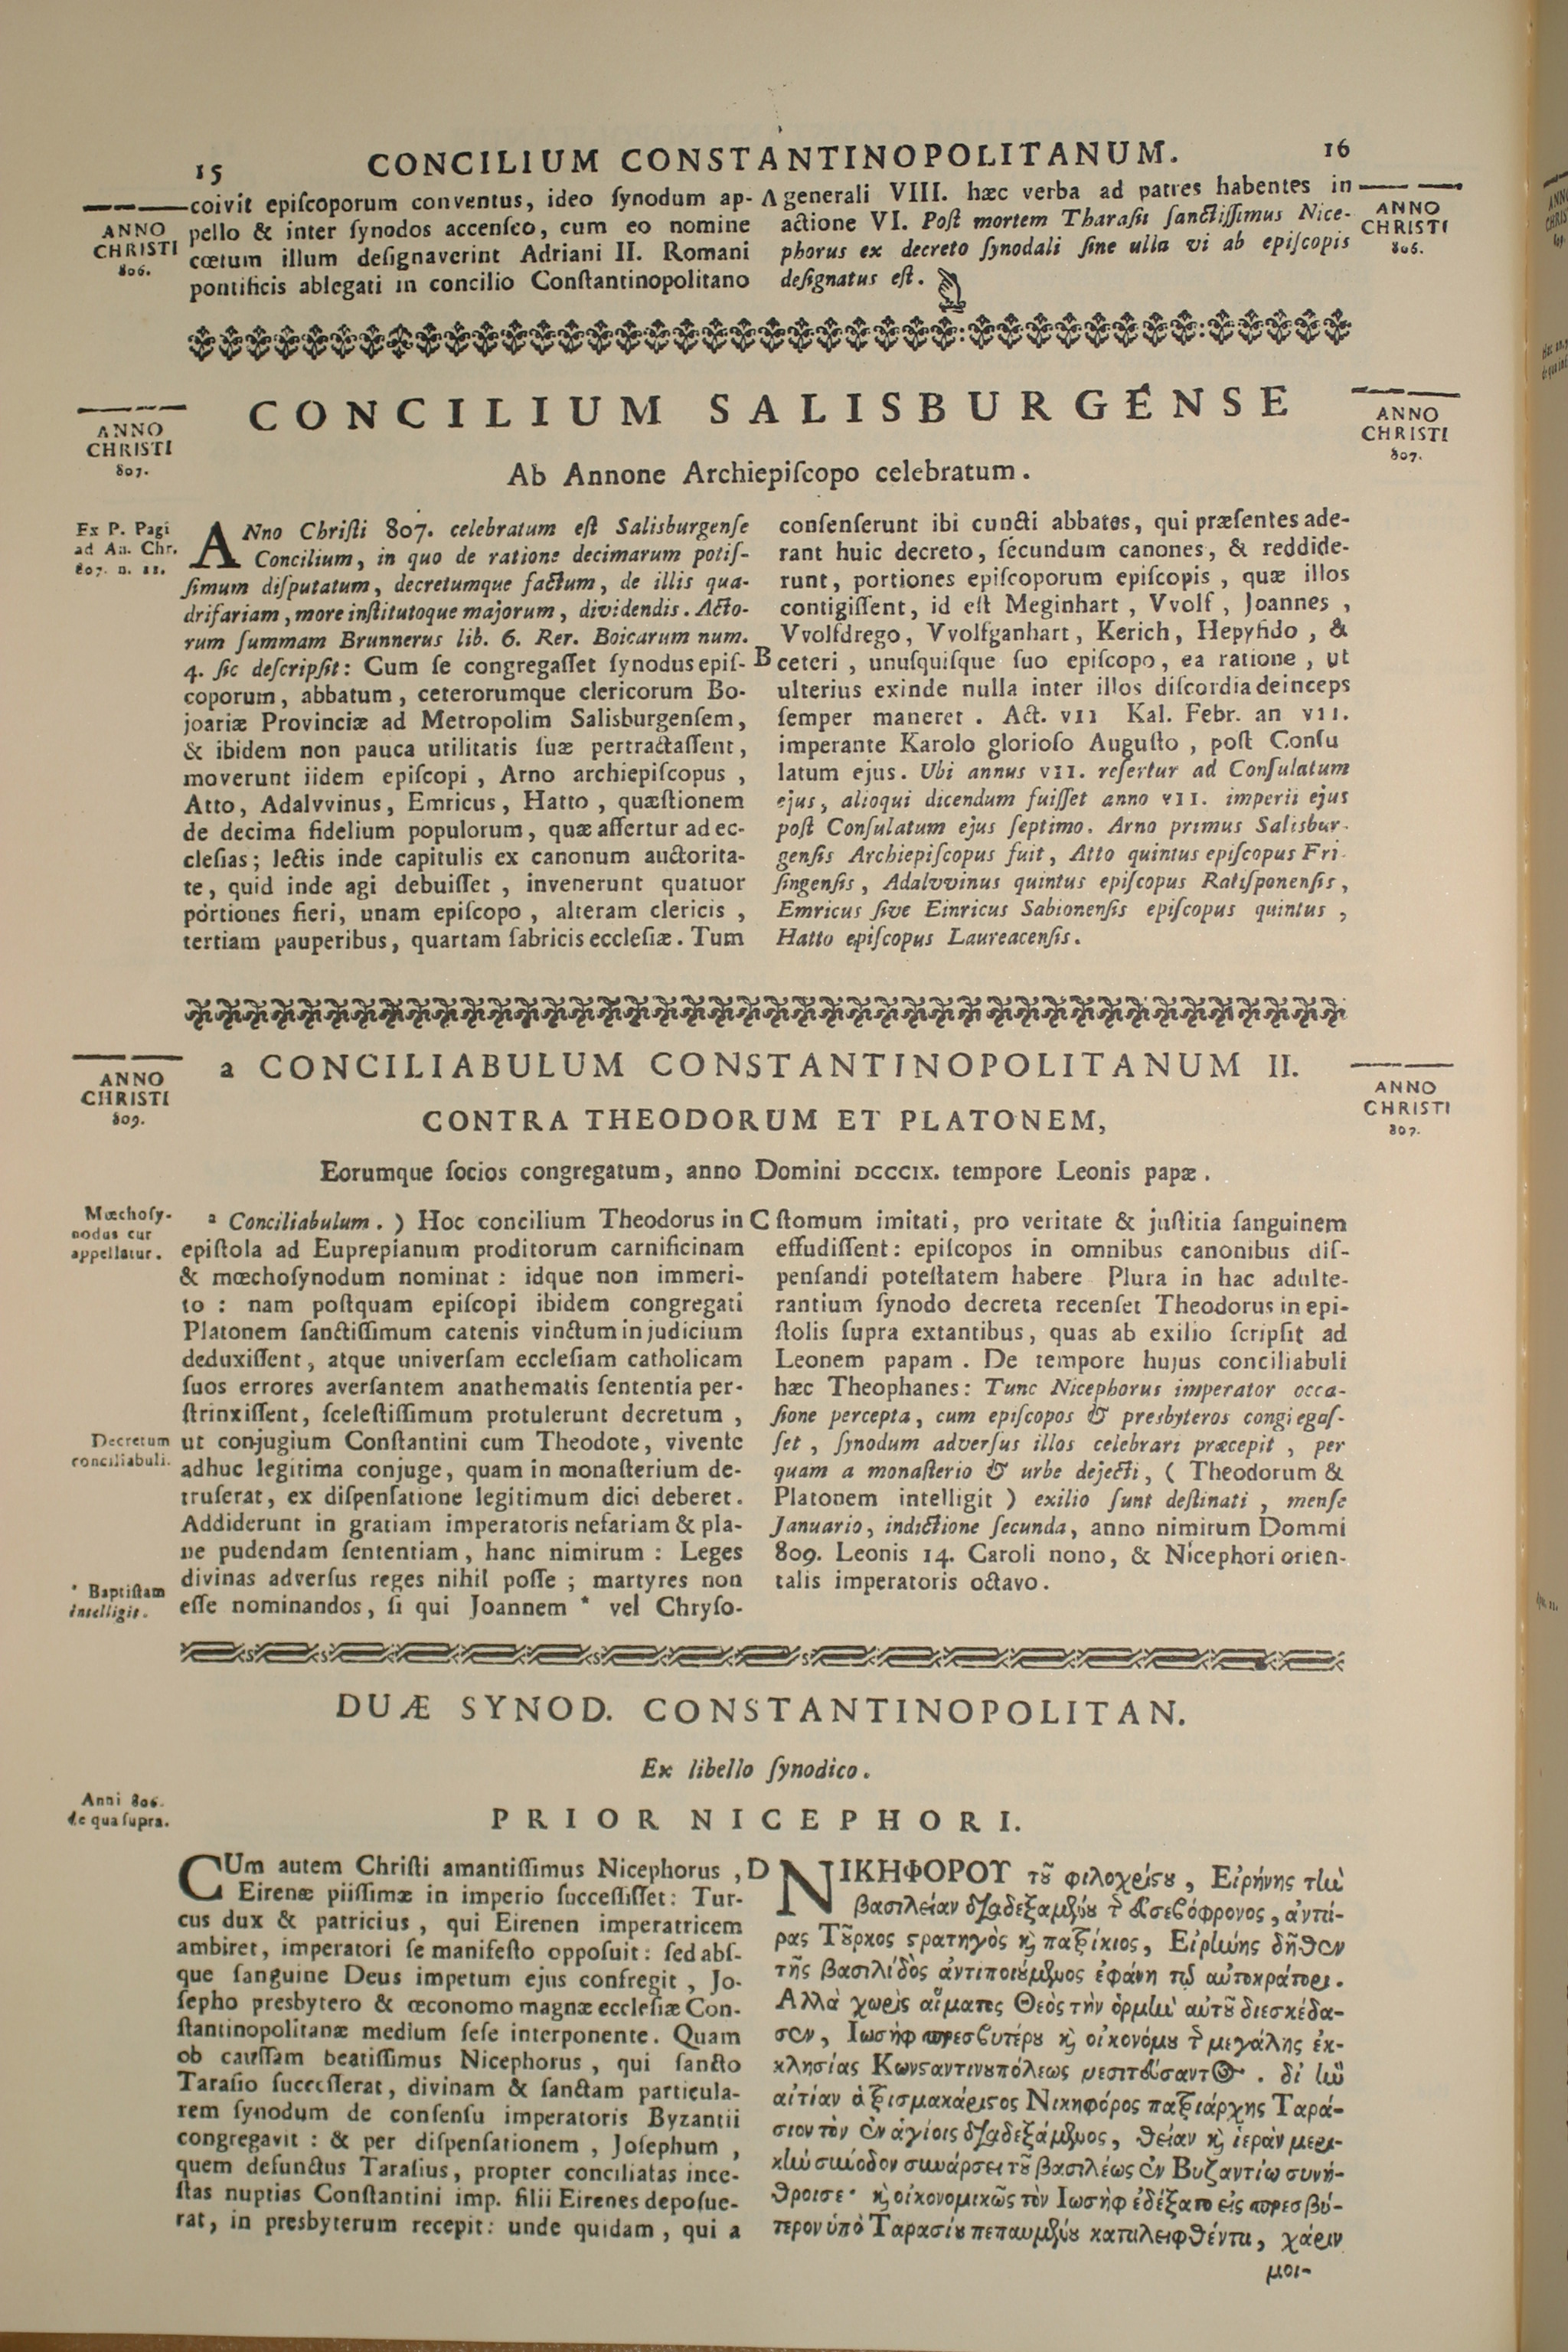 15
CONCILIUM CONSTANTINOPOLITANUM.
16
ANNO
CHRISTI
806.
coivit episcoporum conventus, ideo synodum ap-
pello & inter synodos accenseo, cum eo nomine
cœtum illum designaverint Adriani II. Romani
pontificis ablegati in concilio Constantinopolitano
A generali VIII. hæc verba ad patres habentes in
actione VI. Post mortem Tharasii sanctissimus Nice-
phorus ex decreto synodali sine ulla vi ab episcopis
designatus est.
ANNO
CHRISTI
806.
CONCILIUM SALISBURGENSE
ANNO
CHRISTI
807.
ANNO
CHRISTI
807.
Ab Annone Archiepiscopo celebratum.
Ex P. Pagi
ad An. Chr.
807. n. 11.
ANno Christi 807. celebratum est Salisburgense
Concilium, in quo de ratione decimarum potis-
simum disputatum, decretumque factum, de illis qua-
drifariam, more institutoque majorum, dividendis. Acto-
rum summam Brunnerus lib. 6. Rer. Boicarum num.
4. sic descripsit: Cum se congregasset synodus epis-
coporum, abbatum, ceterorumque clericorum Bo-
joariæ Provinciæ ad Metropolim Salisburgensem,
& ibidem non pauca utilitatis suæ pertractassent,
moverunt iidem episcopi, Arno archiepiscopus,
Atto, Adalvvinus, Emricus, Hatto, quæstionem
de decima fidelium populorum, quæ affertur ad ec-
clesias; lectis inde capitulis ex canonum auctorita-
te, quid inde agi debuisset, invenerunt quatuor
portiones fieri, unam episcopo, alteram clericis,
tertiam pauperibus, quartam fabricis ecclesiæ. Tum
consenserunt ibi cuncti abbates, qui præsentes ade-
rant huic decreto, secundum canones, & reddide-
runt, portiones episcoporum episcopis, quæ illos
contigissent, id est Meginhart, Vvolf, Joannes,
Vvolfdrego, Vvolfganhart, Kerich, Hepyfido, &
B ceteri, unusquisque suo episcopo, ea ratione, ut
ulterius exinde nulla inter illos discordia deinceps
semper maneret. Act. VII Kal. Febr. an VII.
imperante Karolo glorioso Augusto, post Consu
latum ejus. Ubi annus VII. refertur ad Consulatum
ejus, alioqui dicendum fuisset anno VII. imperii ejus
post Consulatum ejus septimo. Arno primus Salisbur-
gensis Archiepiscopus fuit, Atto quintus episcopus Fri-
singensis, Adalvvinus quintus episcopus Ratisponensis,
Emricus sive Einricus Sabionensis episcopus quintus,
Hatto episcopus Laureacensis.
ANNO
CHRISTI
809.
a CONCILIABULUM CONSTANTINOPOLITANUM II.
ANNO
CHRISTI
807.
CONTRA THEODORUM ET PLATONEM,
Eorumque socios congregatum, anno Domini DCCCIX. tempore Leonis papæ.
Mœchosy-
nodus cur
appellatur.
a Conciliabulum.) Hoc concilium Theodorus in
epistola ad Euprepianum proditorum carnificinam
& mœchosynodum nominat: idque non immeri-
to: nam postquam episcopi ibidem congregati
Platonem sanctissimum catenis vinctum in judicium
deduxissent, atque universam ecclesiam catholicam
suos errores aversantem anathematis sententia per-
strinxissent, scelestissimum protulerunt decretum,
Decretum
conciliabuli.
ut conjugium Constantini cum Theodote, vivente
adhuc legitima conjuge, quam in monasterium de-
truserat, ex dispensatione legitimum dici deberet.
Addiderunt in gratiam imperatoris nefariam & pla-
ne pudendam sententiam, hanc nimirum: Leges
divinas adversus reges nihil posse; martyres non
esse nominandos, si qui Joannem * vel Chryso-
* Baptistam
intelligit.
C stomum imitati, pro veritate & justitia sanguinem
effudissent: episcopos in omnibus canonibus dis-
pensandi potestatem habere Plura in hac adulte-
rantium synodo decreta recenset Theodorus in epi-
stolis supra extantibus, quas ab exilio scripsit ad
Leonem papam. De tempore hujus conciliabuli
hæc Theophanes: Tunc Nicephorus imperator occa-
sione percepta, cum episcopos & presbyteros congregas-
set, synodum adversus illos celebrari præcepit, per
quam a monasterio & urbe dejecti, (Theodorum &
Platonem intelligit) exilio sunt destinati, mense
Januario, indictione secunda, anno nimirum Dommi
809. Leonis 14. Caroli nono, & Nicephori orien-
talis imperatoris octavo.
DUÆ SYNOD. CONSTANTINOPOLITAN.
Ex libello synodico.
Anni 806.
de qua supra.
PRIOR NICEPHORI.
CUm autem Christi amantissimus Nicephorus,
Eirenæ piissimæ in imperio successisset: Tur-
cus dux & patricius, qui Eirenen imperatricem
ambiret, imperatori se manifesto opposuit: sed abs-
que sanguine Deus impetum ejus confregit, Jo-
sepho presbytero & œconomo magnæ ecclesiæ Con-
stantinopolitanæ medium sese interponente. Quam
ob caussam beatissimus Nicephorus, qui sancto
Tarasio successerat, divinam & sanctam particula-
rem synodum de consensu imperatoris Byzantii
congregavit: & per dispensationem, Josephum,
quem defunctus Tarasius, propter conciliatas ince-
stas nuptias Constantini imp. filii Eirenes deposue-
rat, in presbyterum recepit: unde quidam, qui a
D ΝΙΚΗΦΟΡΟΥ τοῦ φιλοχρίστου, Εἰρήνης τὴν
βασιλείαν διαδεξαμένου τῆς εὐσεβόφρονος, ἀντά-
ρας Τοῦρκος στρατηγὸς καὶ πατρίκιος, Εἰρήνης δῆθεν
τῆς βασιλίδος ἀντιποιούμενος ἐφάνη τῷ αὐτοκράτορι.
Αλλὰ χωρὶς αἵματος Θεὸς τὴν ὁρμὴν αὐτοῦ διεσκέδα-
σεν, Ιωσὴφ πρεσβυτέρου καὶ οἰκονόμου τῆς μεγάλης ἐκ-
κλησίας Κωνσταντινουπόλεως μεσιτεύσαντος. δι ἣν
αἰτίαν ἀξιομακάριστος Νικηφόρος πατριάρχης Ταρά-
σιον τὸν ἐν ἁγίοις διαδεξάμενος, θείαν καὶ ἱερὰν μερι-
κὴν σύνοδον συνάρσει τοῦ βασιλέως ἐν Βυζαντίω συνή-
θροισε· καὶ οἰκονομικῶς τὸν Ιωσὴφ ἐδέξατο εἰς πρεσβύ-
τερον ὑπὸ Ταρασίου πεπαυμένου καταλειφθέντα, χάριν
μοι-